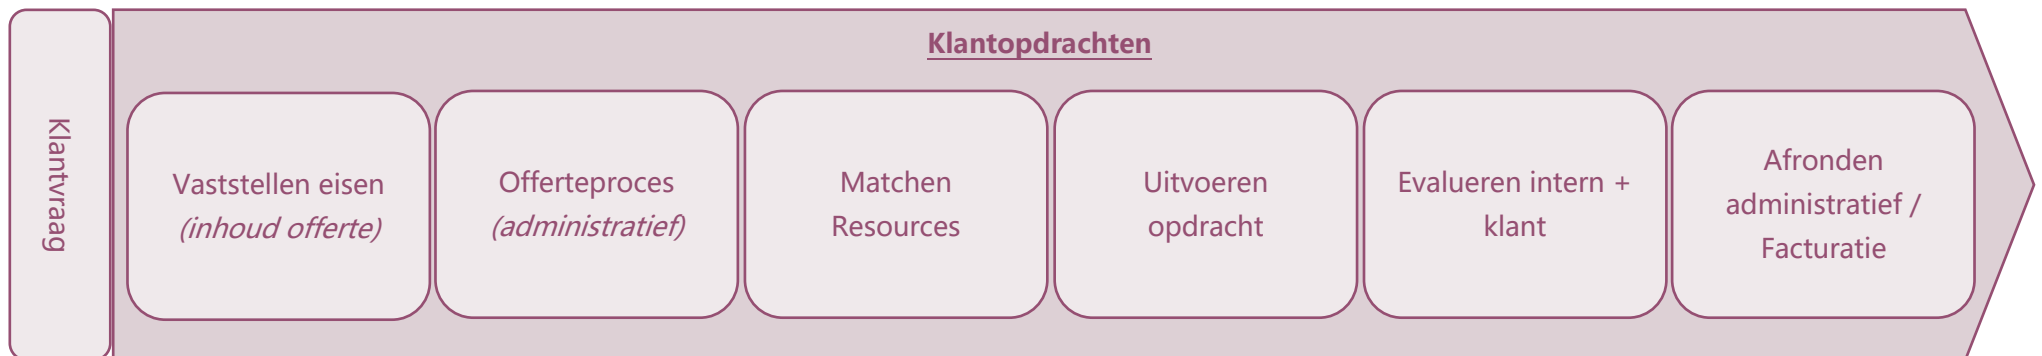 Klantopdrachten
Klantvraag
Vaststellen eisen
(inhoud offerte)
Offerteproces
(administratief)
Matchen
Resources
Uitvoeren
opdracht
Evalueren intern +
klant
Afronden
administratief /
Facturatie